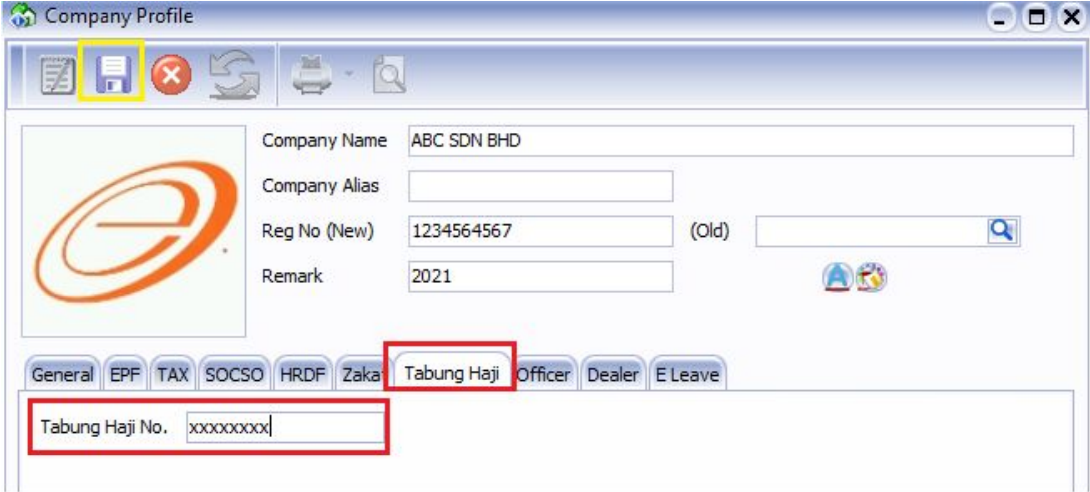 Company Profile
Company Name ABC SDN BHD
Company Alias
Reg No (New) 1234564567 (Old)
Remark 2021
General EPF TAX SOCSO HRDF Zakat Tabung Haji Officer Dealer E Leave
Tabung Haji No. xxxxxxxx